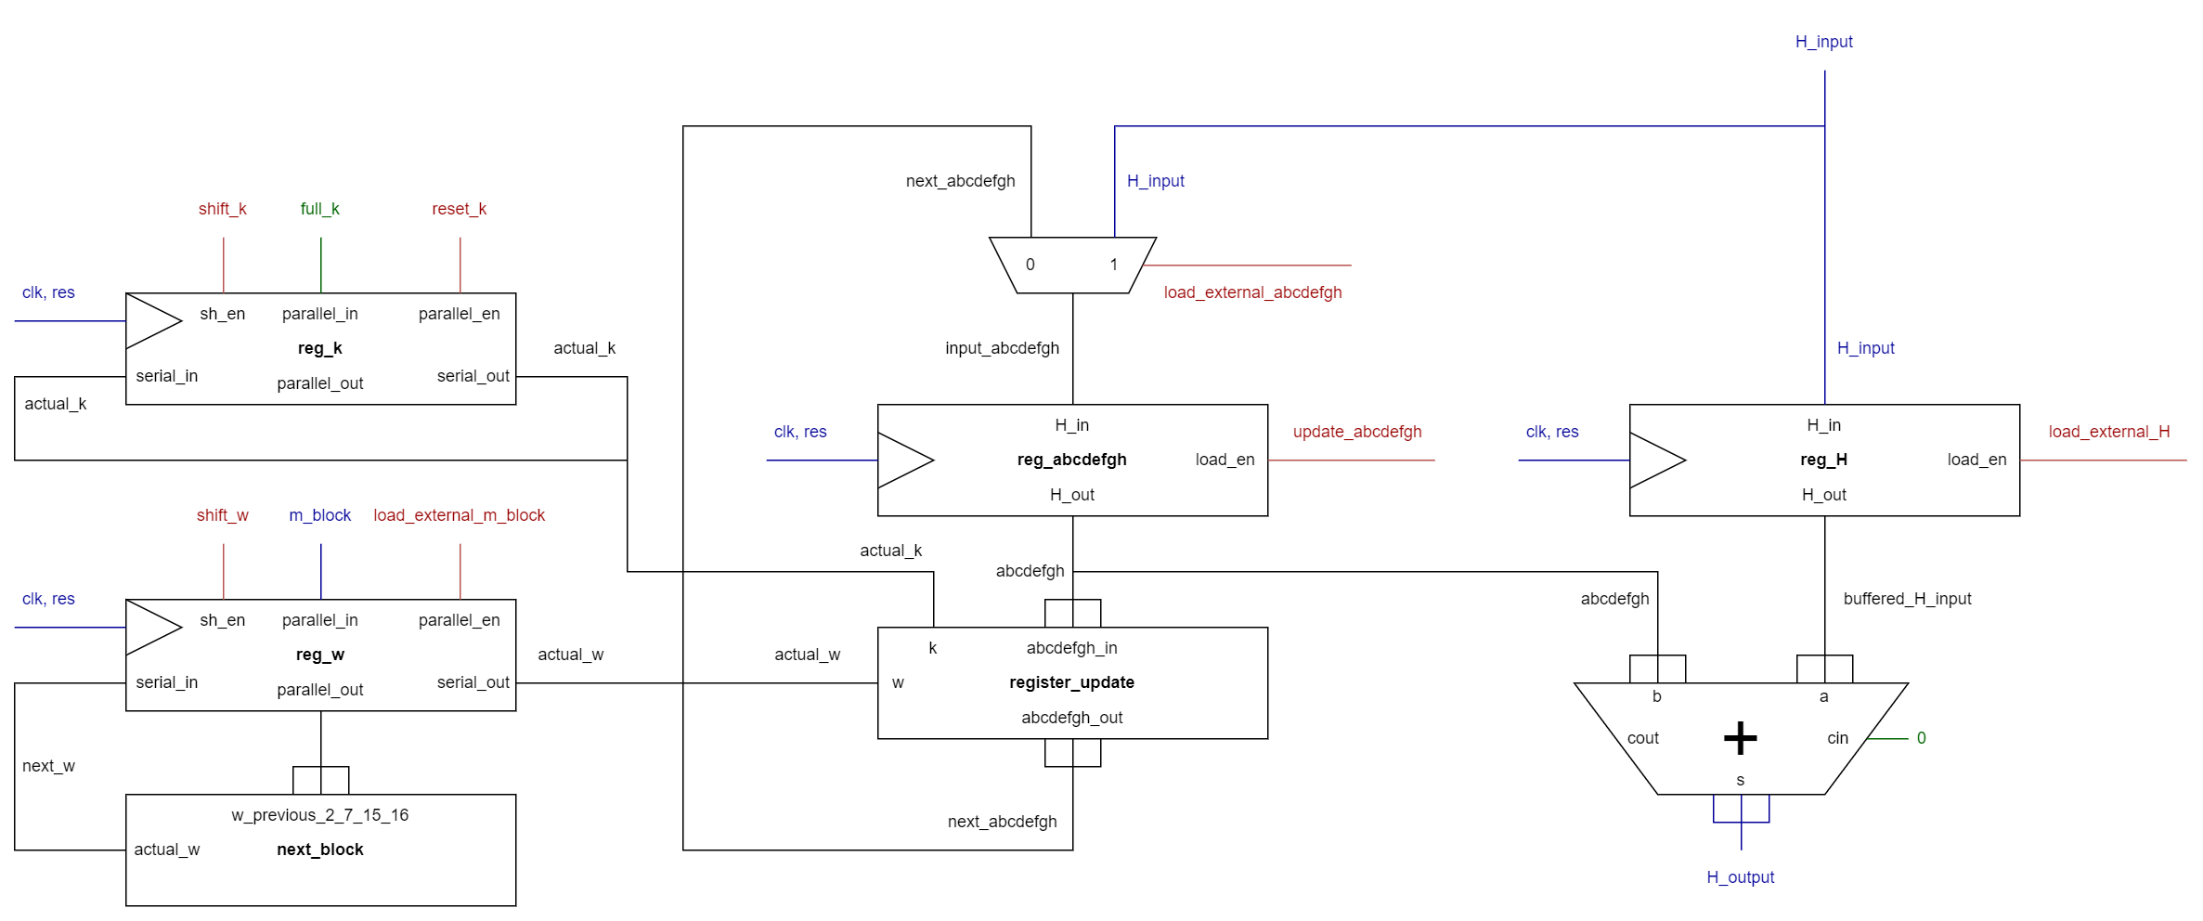 H_input
next_abcdefgh
H_input
shift_k
full_k
reset_k
0
1
load_external_abcdefgh
clk, res
sh_en
parallel_in
parallel_en
reg_k
parallel_out
serial_in
serial_out
actual_k
actual_k
input_abcdefgh
H_input
clk, res
H_in
reg_abcdefgh
load_en
H_out
update_abcdefgh
clk, res
H_in
reg_H
load_en
H_out
load_external_H
shift_w
m_block
load_external_m_block
clk, res
sh_en
parallel_in
parallel_en
reg_w
parallel_out
serial_in
serial_out
actual_w
actual_w
actual_k
abcdefgh
k
abcdefgh_in
w
register_update
abcdefgh_out
abcdefgh
buffered_H_input
b
a
cout
+
cin
0
s
next_w
w_previous_2_7_15_16
actual_w
next_block
next_abcdefgh
H_output